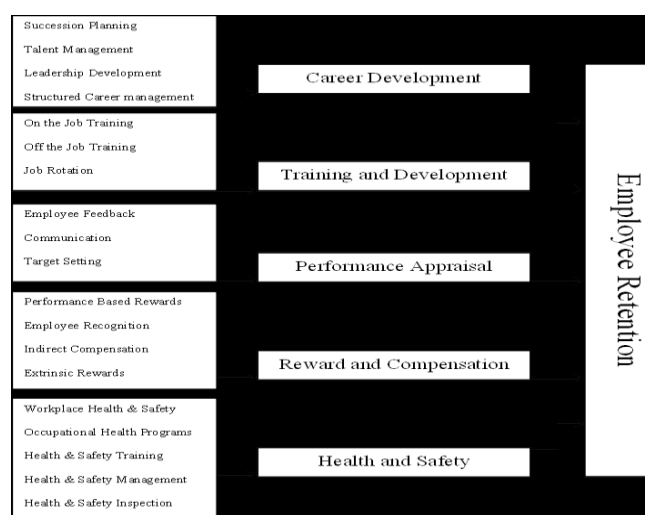 Succession Planning
Talent Management
Leadership Development
Structured Career management
Career Development
On the Job Training
Off the Job Training
Job Rotation
Training and Development
Employee Feedback
Communication
Target Setting
Performance Appraisal
Performance Based Rewards
Employee Recognition
Indirect Compensation
Extrinsic Rewards
Reward and Compensation
Workplace Health & Safety
Occupational Health Programs
Health & Safety Training
Health & Safety Management
Health & Safety Inspection
Health and Safety
Employee Retention